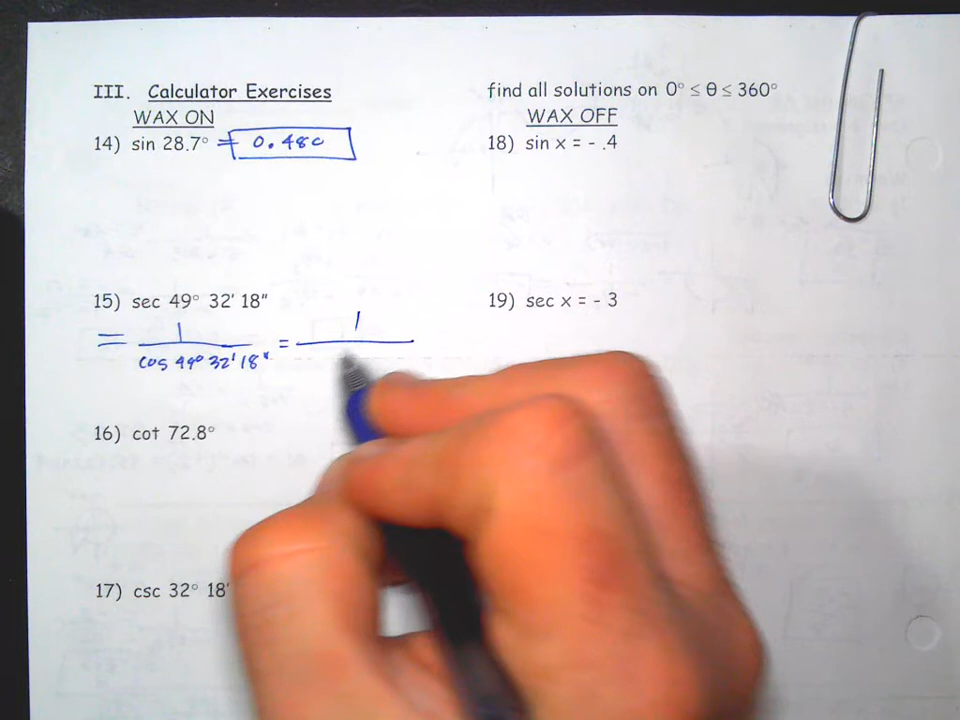 III. Calculator Exercises
WAX ON
14) sin 28.7° = 0.480
15) sec 49° 32' 18"
= 1 / cos 49° 32' 18" = 1
16) cot 72.8°
17) csc 32° 18'
find all solutions on 0° ≤ θ ≤ 360°
WAX OFF
18) sin x = - .4
19) sec x = - 3